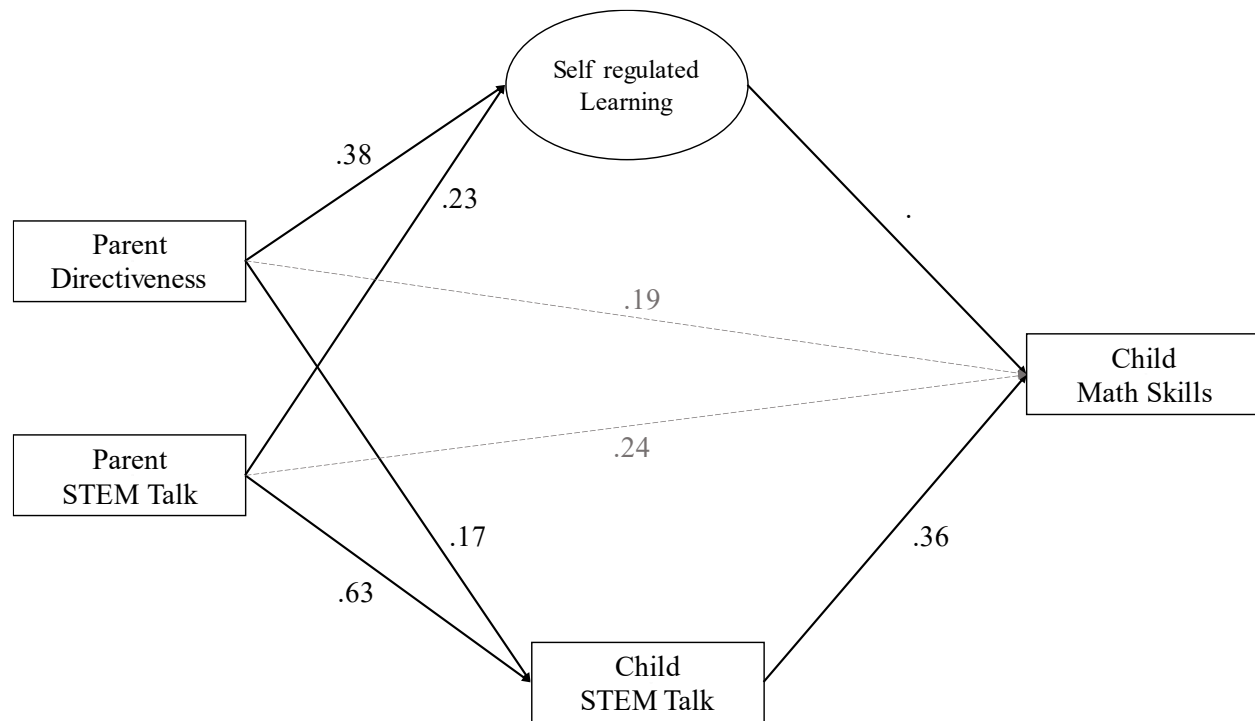 Self regulated
Learning
.38
.23
.
Parent
Directiveness
.19
Child
Math Skills
.24
Parent
STEM Talk
.17
.36
.63
Child
STEM Talk